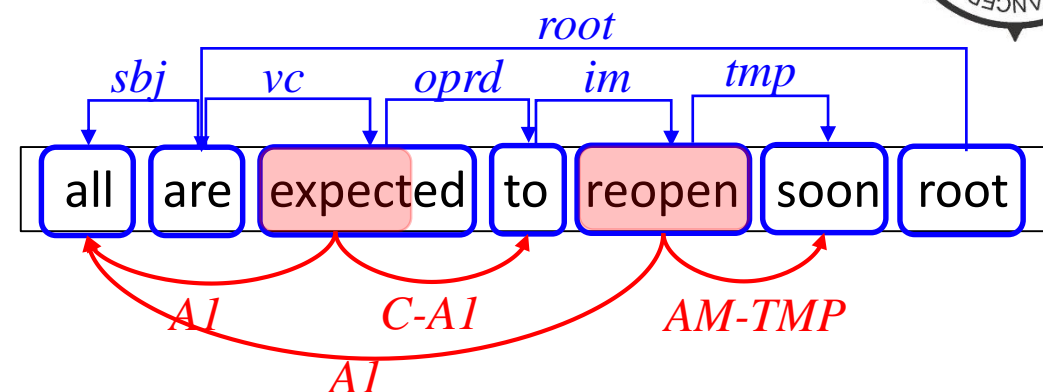 root
sbj vc oprd im tmp
all are expected to reopen soon root
A1 C-A1 AM-TMP
A1